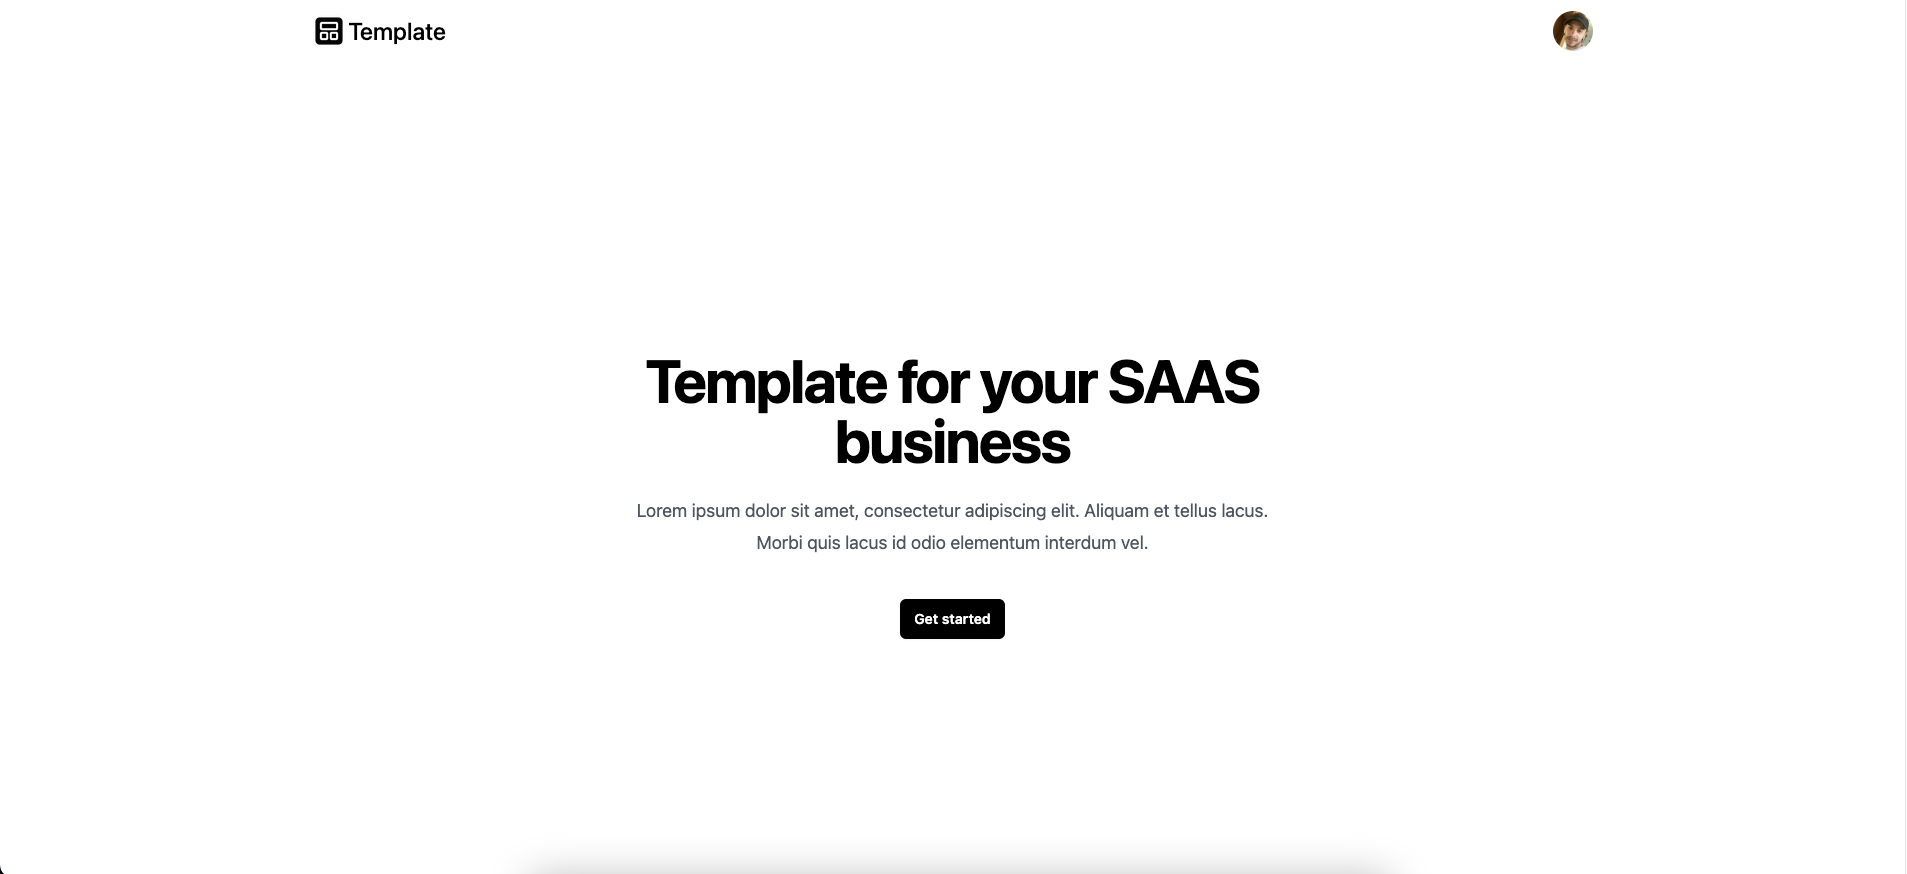 Template
Template for your SAAS
business
Lorem ipsum dolor sit amet, consectetur adipiscing elit. Aliquam et tellus lacus.
Morbi quis lacus id odio elementum interdum vel.
Get started